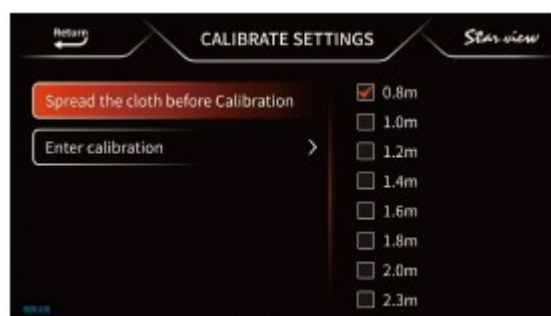 Return
CALIBRATE SETTINGS
Star view
Spread the cloth before Calibration
Enter calibration
0.8m
1.0m
1.2m
1.4m
1.6m
1.8m
2.0m
2.3m